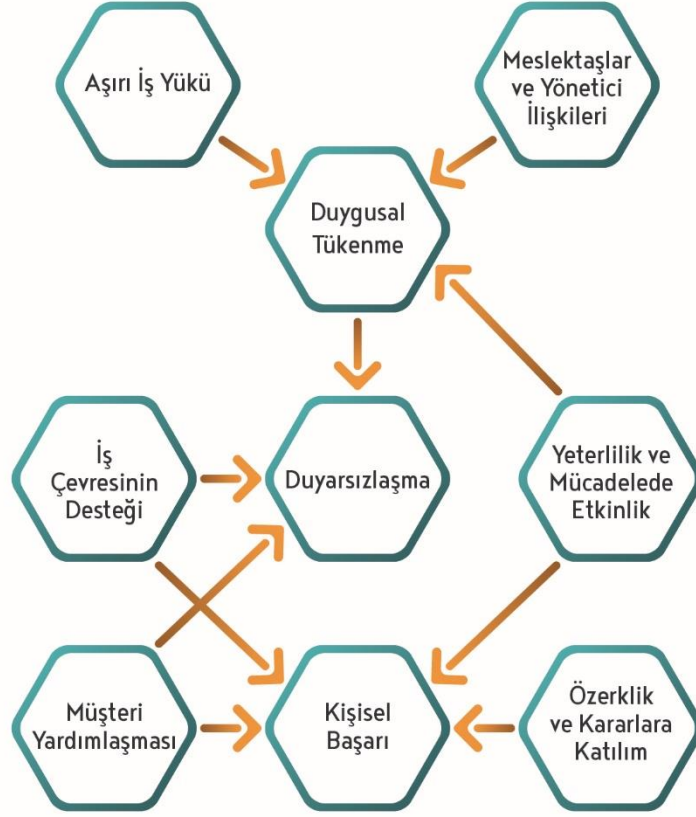 Aşırı İş Yükü
Meslektaşlar
ve Yönetici
İlişkileri
Duygusal
Tükenme
İş
Çevresinin
Desteği
Duyarsızlaşma
Yeterlilik ve
Mücadelede
Etkinlik
Müşteri
Yardımlaşması
Kişisel
Başarı
Özerklik
ve Kararlara
Katılım